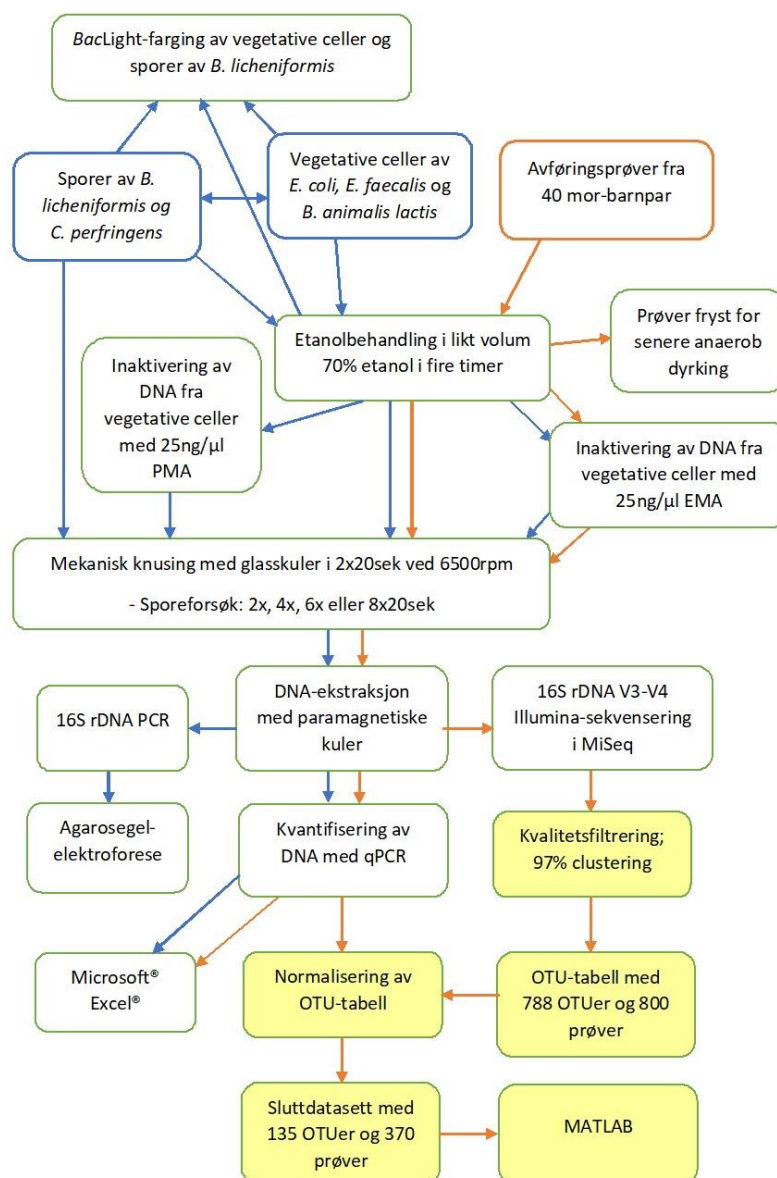 BacLight-farging av vegetative celler og
sporer av B. licheniformis
Sporer av B.
licheniformis og
C. perfringens
Vegetative celler av
E. coli, E. faecalis og
B. animalis lactis
Avføringsprøver fra
40 mor-barnpar
Etanolbehandling i likt volum
70% etanol i fire timer
Prøver fryst for
senere anaerob
dyrking
Inaktivering av
DNA fra
vegetative celler
med 25ng/µl
PMA
Inaktivering av DNA fra
vegetative celler med
25ng/µl EMA
Mekanisk knusing med glasskuler i 2x20sek ved 6500rpm
- Sporeforsøk: 2x, 4x, 6x eller 8x20sek
16S rDNA PCR
DNA-ekstraksjon
med paramagnetiske
kuler
16S rDNA V3-V4
Illumina-sekvensering
i MiSeq
Agarosegel-
elektroforese
Kvantifisering av
DNA med qPCR
Kvalitetsfiltrering;
97% clustering
Microsoft®
Excel®
Normalisering av
OTU-tabell
OTU-tabell med
788 OTUer og 800
prøver
Sluttdatasett med
135 OTUer og 370
prøver
MATLAB